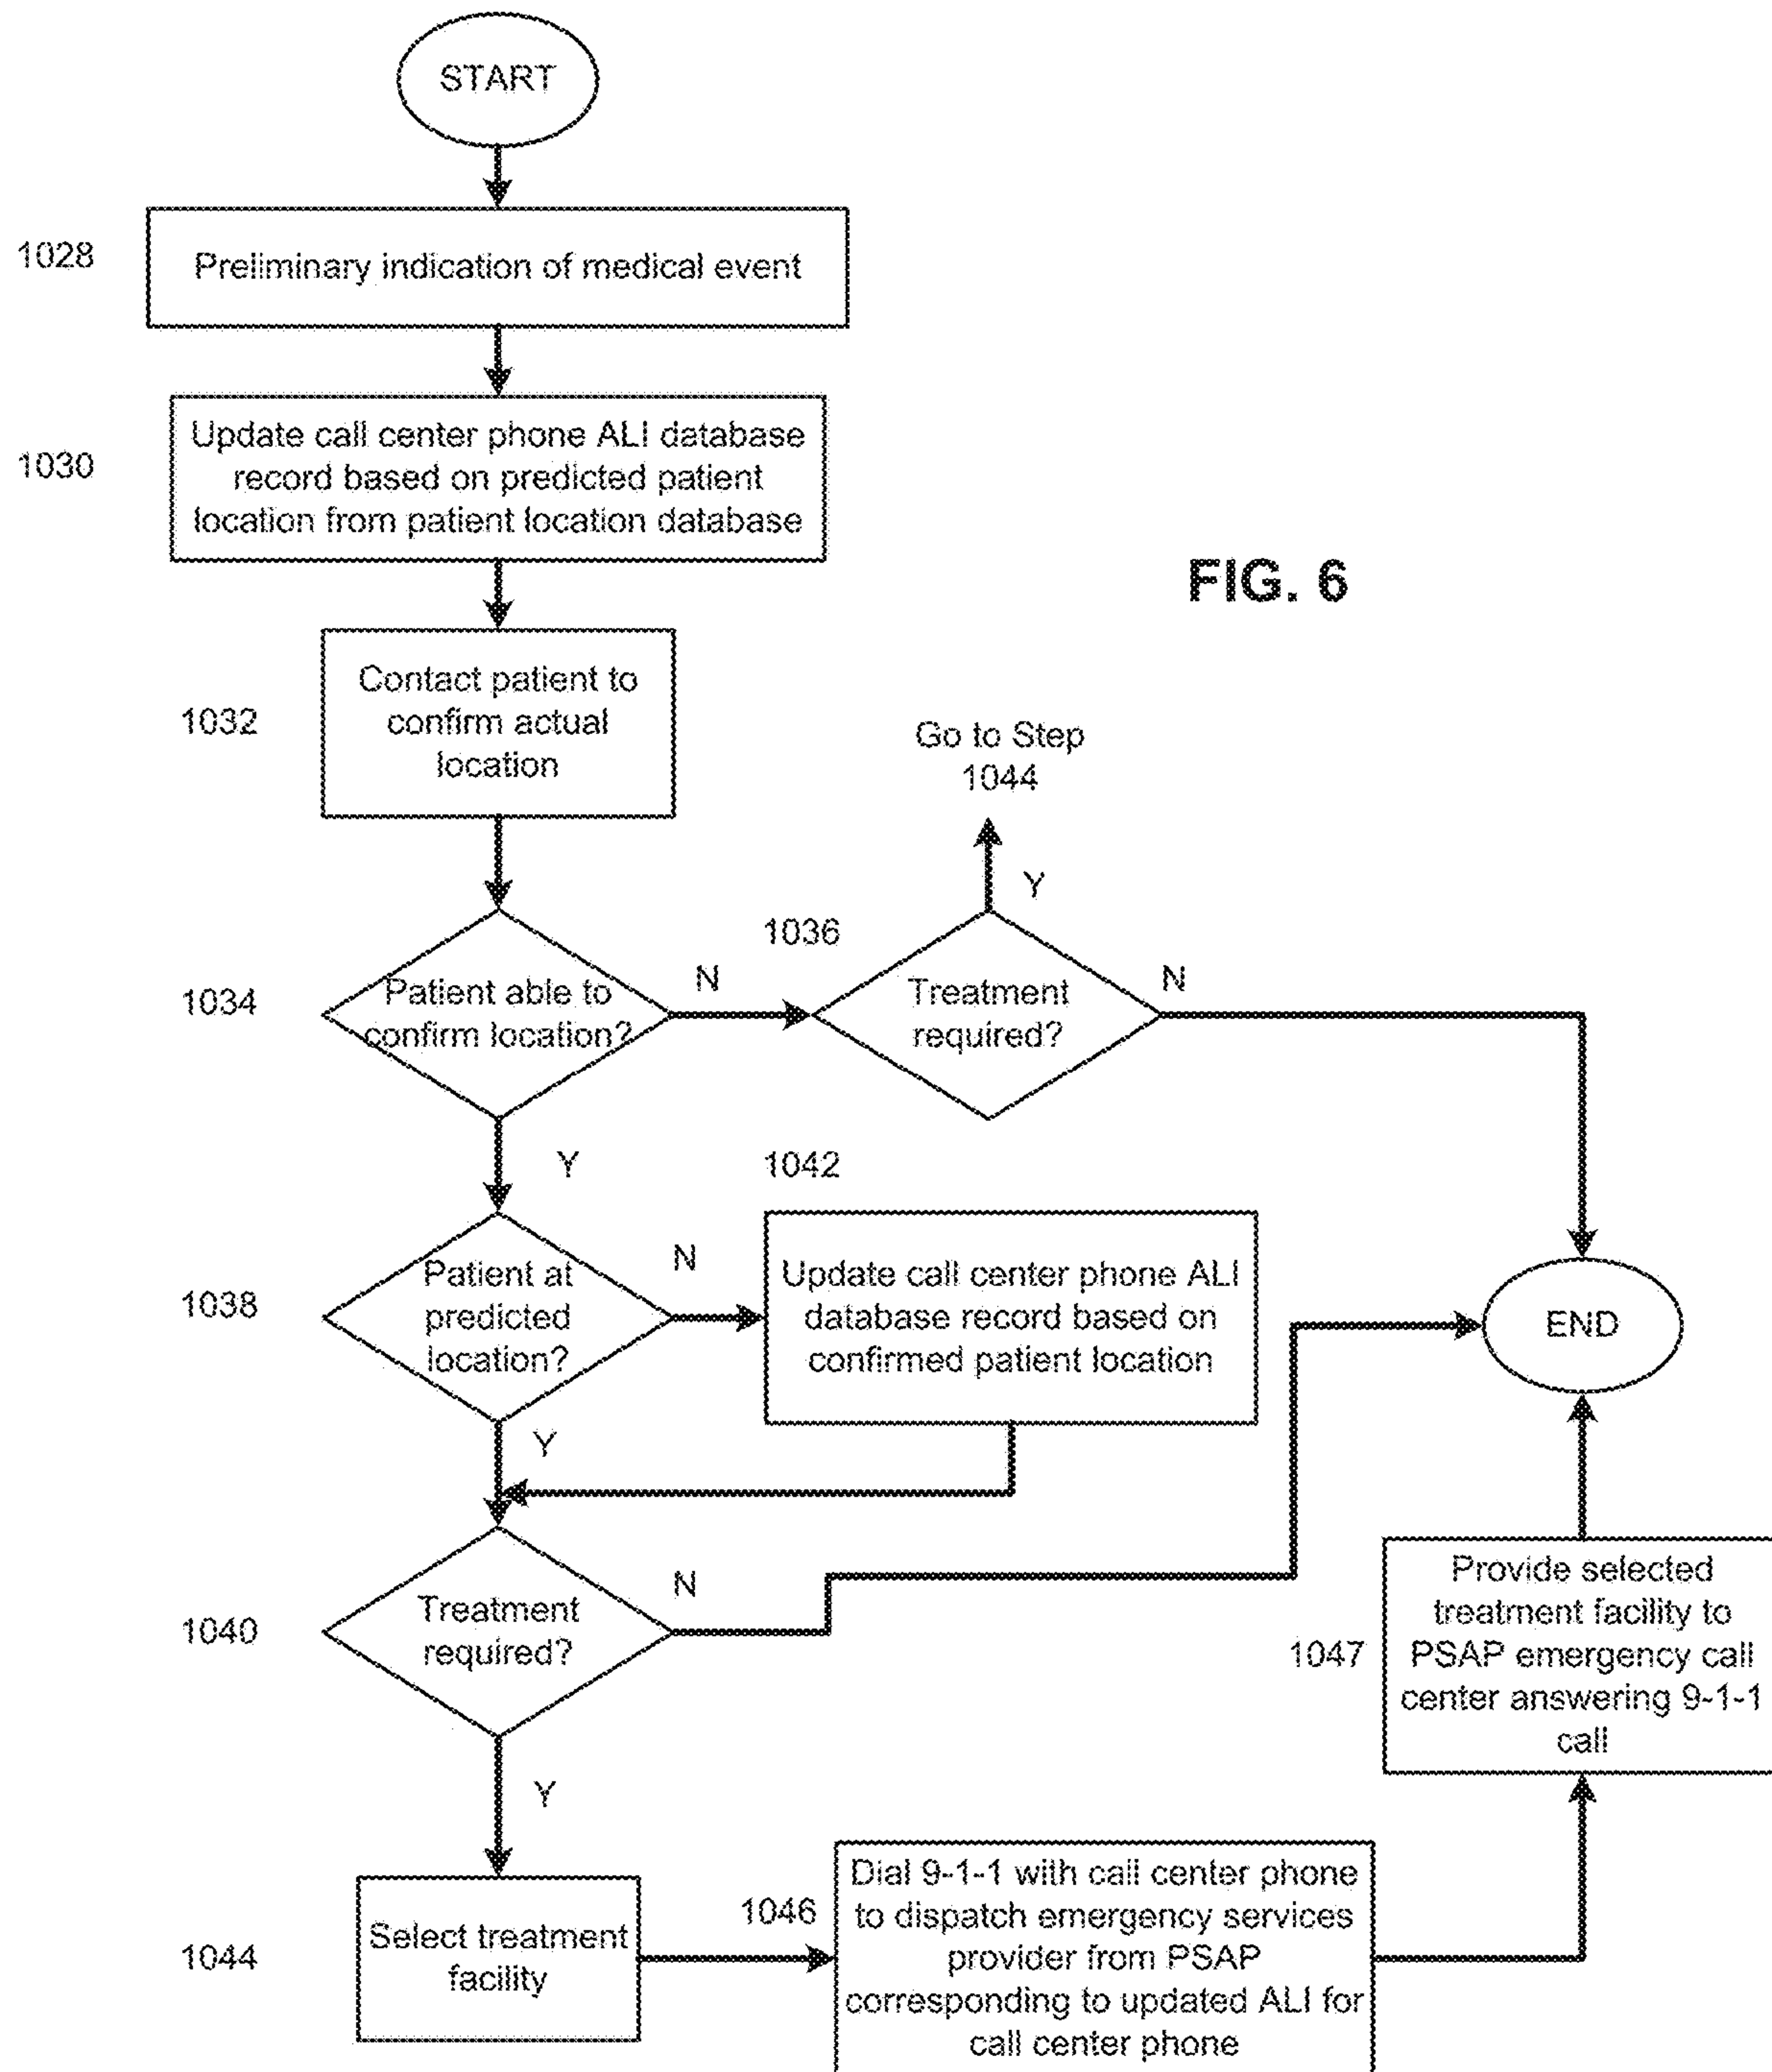 START
1028
Preliminary indication of medical event
1030
Update call center phone ALI database
record based on predicted patient
location from patient location database
FIG. 6
1032
Contact patient to
confirm actual
location
Go to Step
1044
Y
1034
Patient able to
confirm location?
N
1036
Treatment
required?
N
Y
1038
Patient at
predicted
location?
N
1042
Update call center phone ALI
database record based on
confirmed patient location
END
Y
1040
Treatment
required?
N
Y
1044
Select treatment
facility
1046
Dial 9-1-1 with call center phone
to dispatch emergency services
provider from PSAP
corresponding to updated ALI for
call center phone
1047
Provide selected
treatment facility to
PSAP emergency call
center answering 9-1-1
call